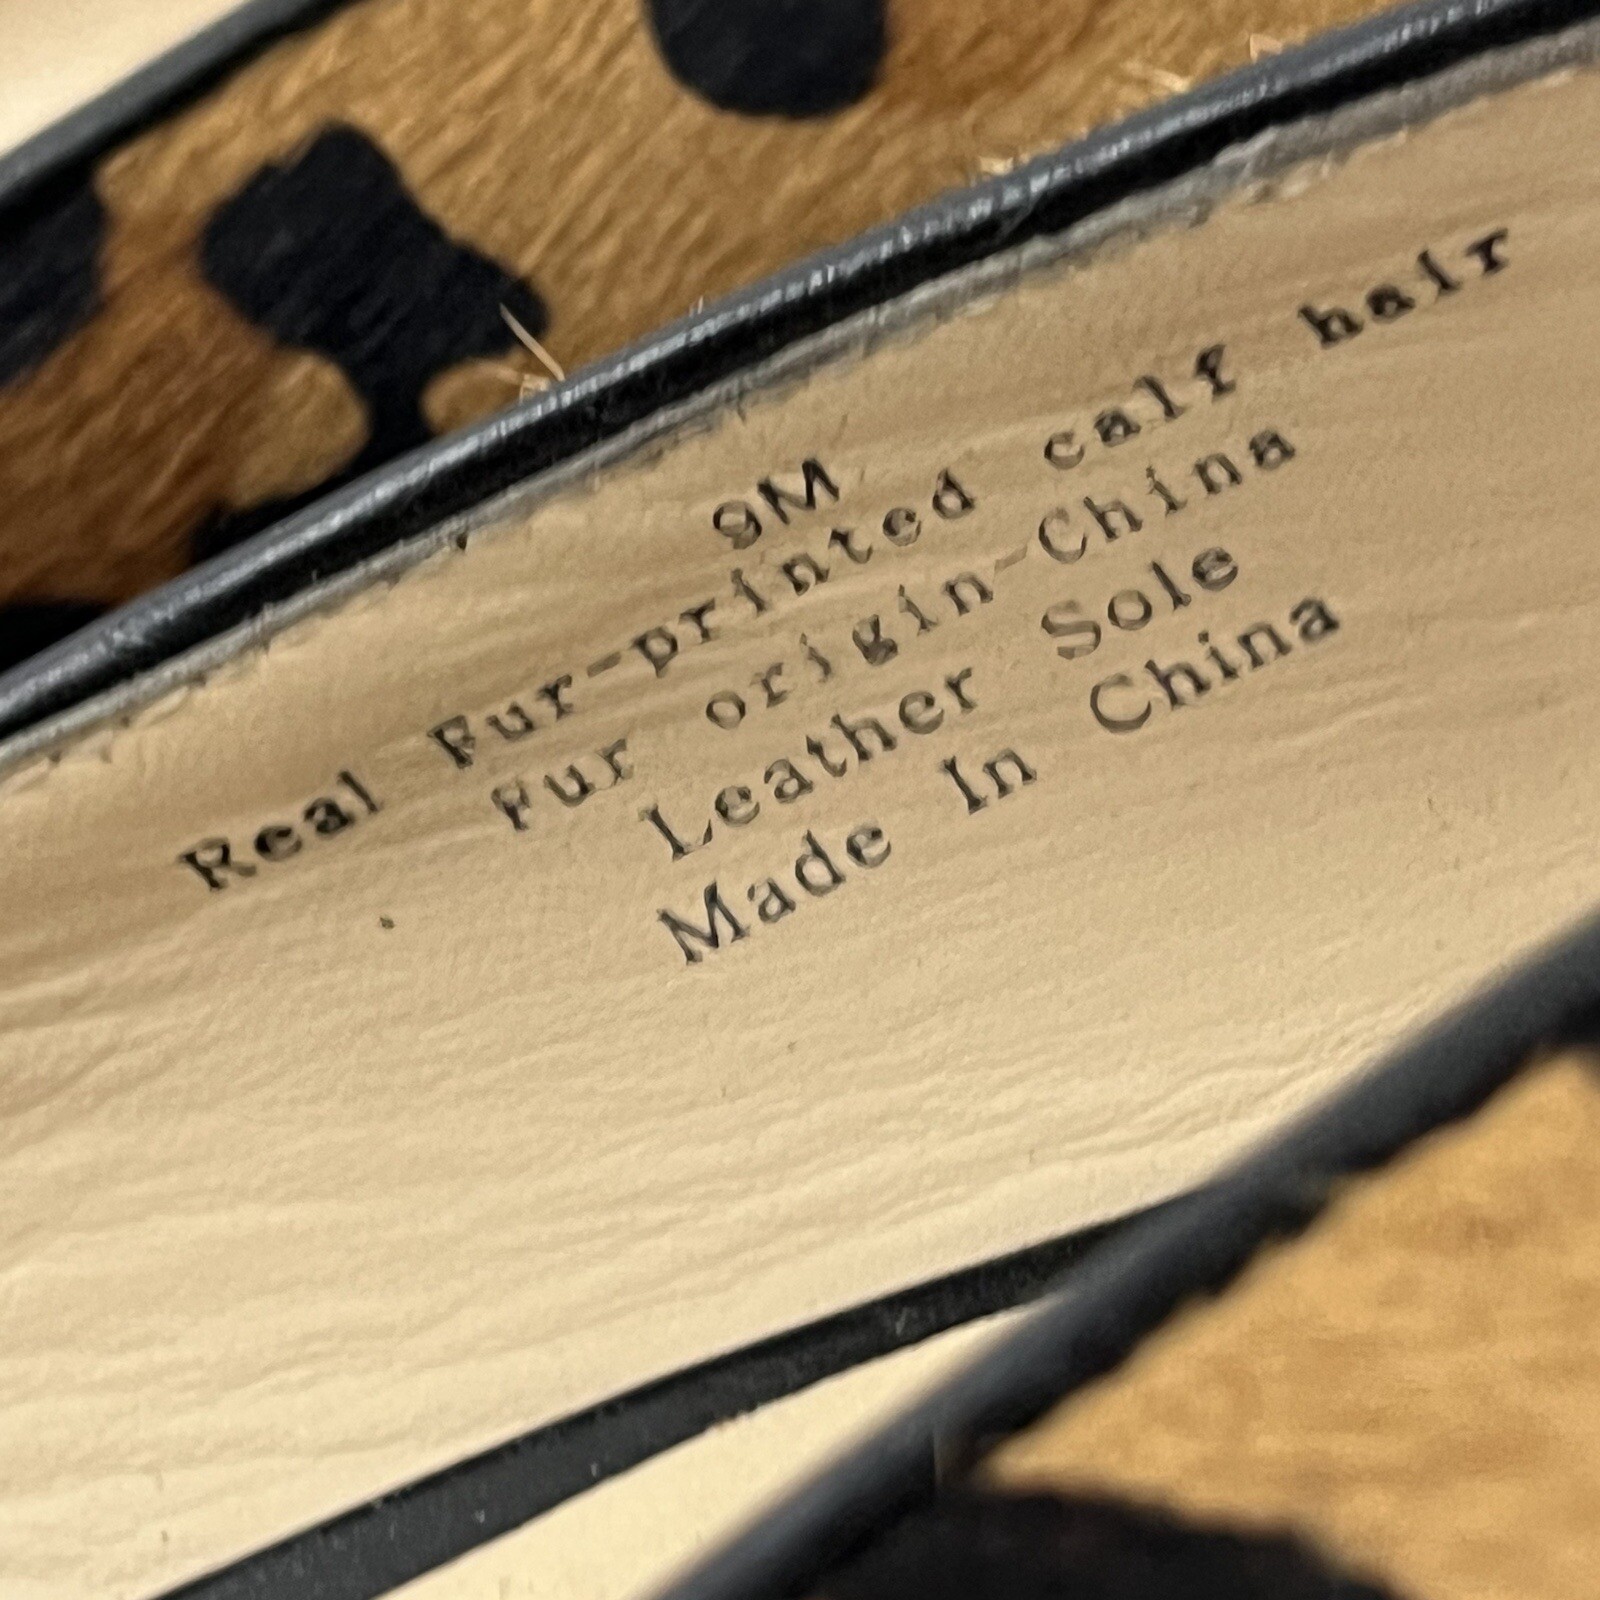 9M
Real Fur-printed calf hair
Fur origin-China
Leather Sole
Made In China